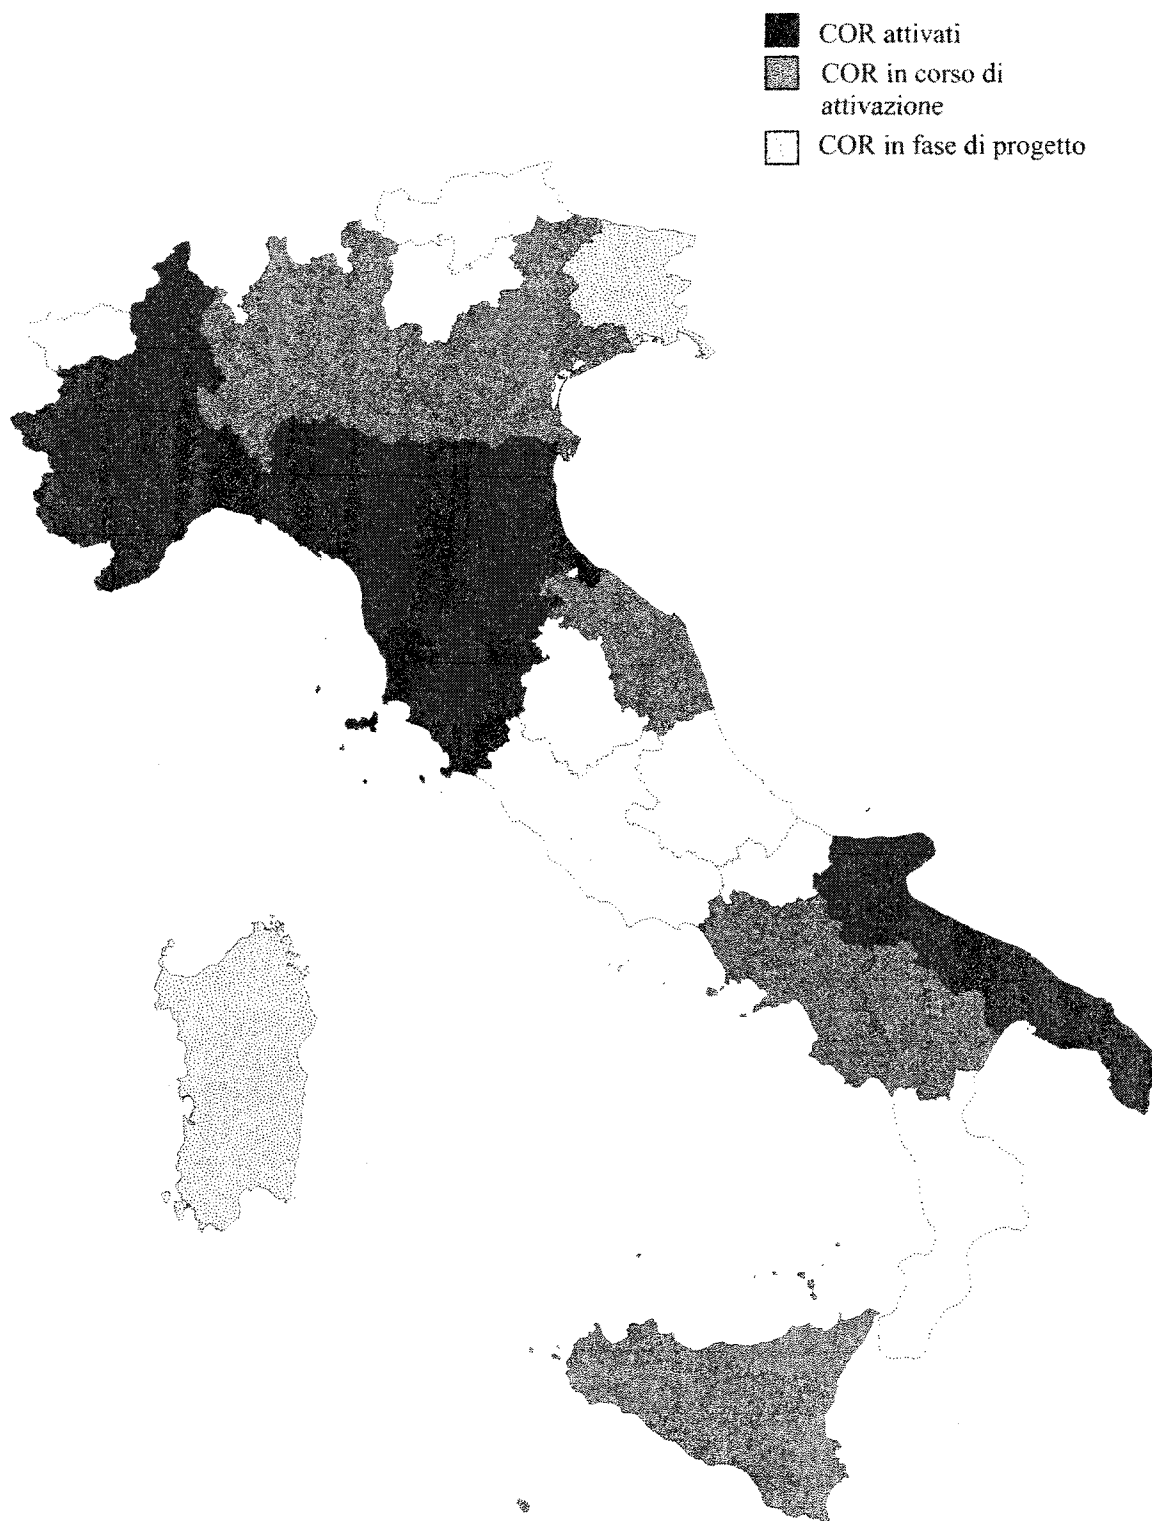 COR attivati
COR in corso di
attivazione
COR in fase di progetto